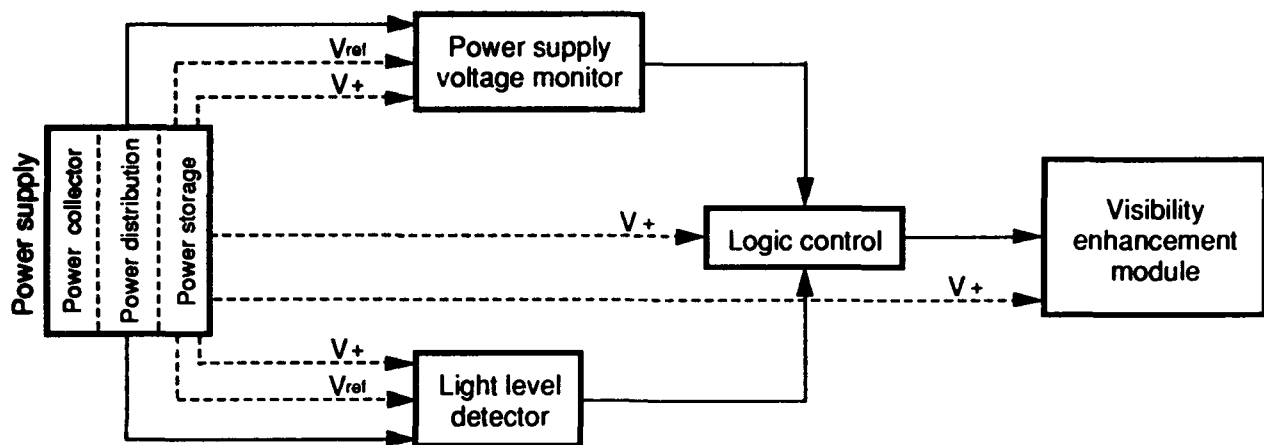 Power supply
voltage monitor
Vref
V+
Power supply
Power collector
Power distribution
Power storage
V+
Logic control
Visibility
enhancement
module
V+
V+
Vref
Light level
detector